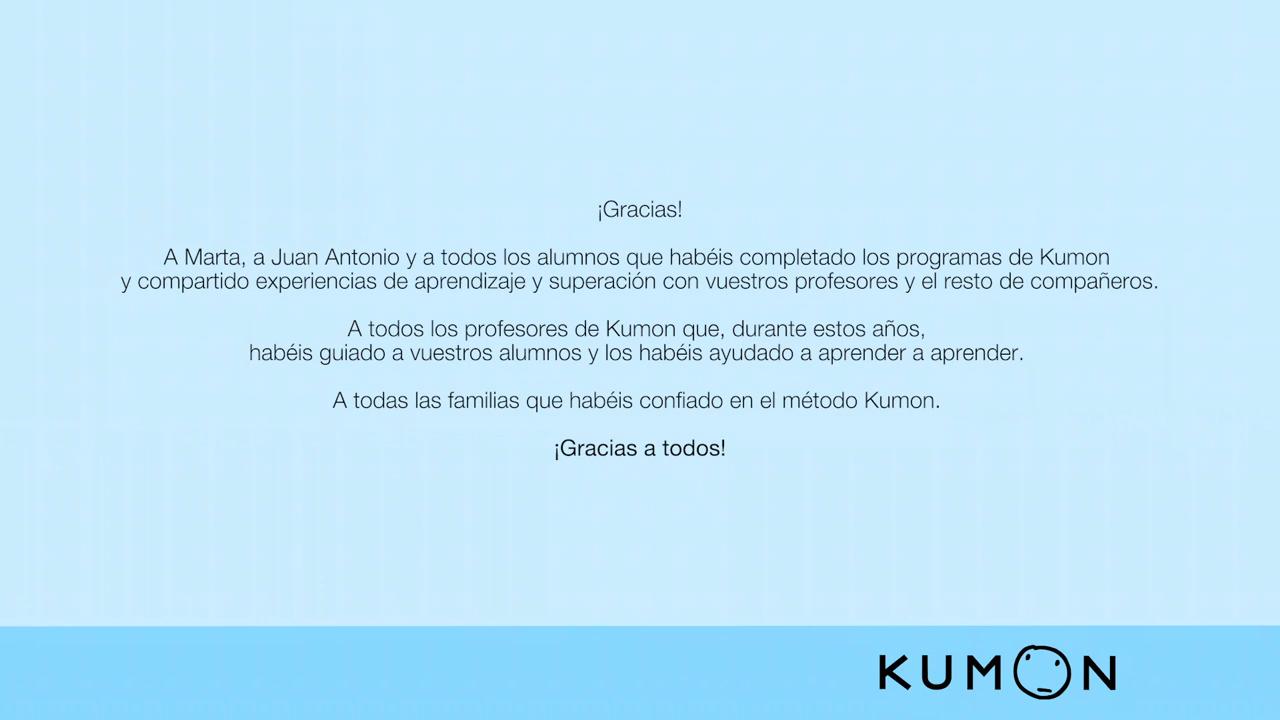 ¡Gracias!
A Marta, a Juan Antonio y a todos los alumnos que habéis completado los programas de Kumon
y compartido experiencias de aprendizaje y superación con vuestros profesores y el resto de compañeros.
A todos los profesores de Kumon que, durante estos años,
habéis guiado a vuestros alumnos y los habéis ayudado a aprender a aprender.
A todas las familias que habéis confiado en el método Kumon.
¡Gracias a todos!
KUMON